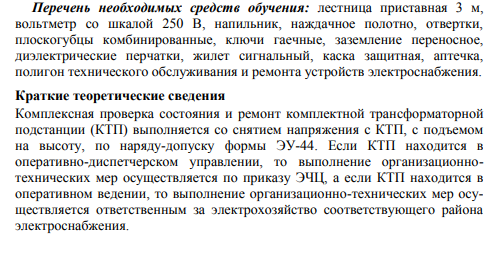 Перечень необходимых средств обучения: лестница приставная 3 м,
вольтметр со шкалой 250 В, напильник, наждачное полотно, отвертки,
плоскогубцы комбинированные, ключи гаечные, заземление переносное,
диэлектрические перчатки, жилет сигнальный, каска защитная, аптечка,
полигон технического обслуживания и ремонта устройств электроснабжения.
Краткие теоретические сведения
Комплексная проверка состояния и ремонт комплектной трансформаторной
подстанции (КТП) выполняется со снятием напряжения с КТП, с подъемом
на высоту, по наряду-допуску формы ЭУ-44. Если КТП находится в
оперативно-диспетчерском управлении, то выполнение организационно-
технических мер осуществляется по приказу ЭЧЦ, а если КТП находится в
оперативном ведении, то выполнение организационно-технических мер осу-
ществляется ответственным за электрохозяйство соответствующего района
электроснабжения.